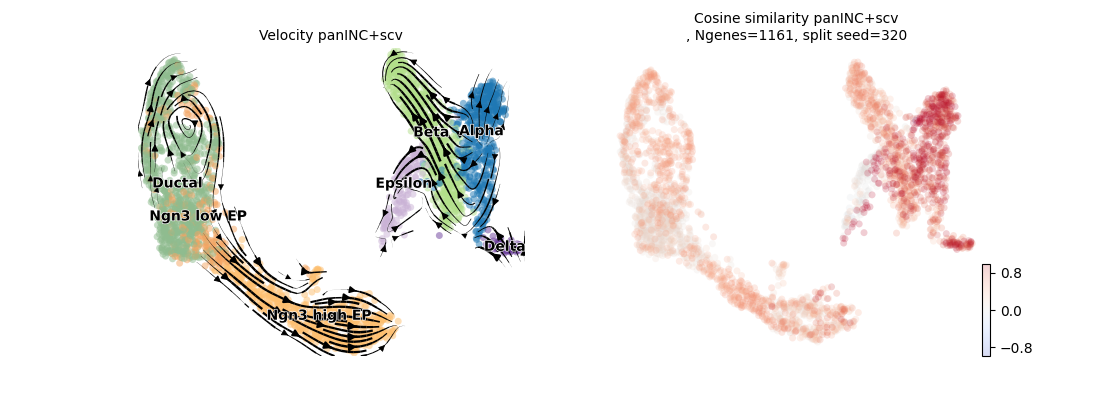 Velocity panINC+scv
Cosine similarity panINC+scv
, Ngenes=1161, split seed=320
Beta
Alpha
Ductal
Epsilon
Ngn3 low EP
Delta
Ngn3 high EP
0.8
0.0
−0.8